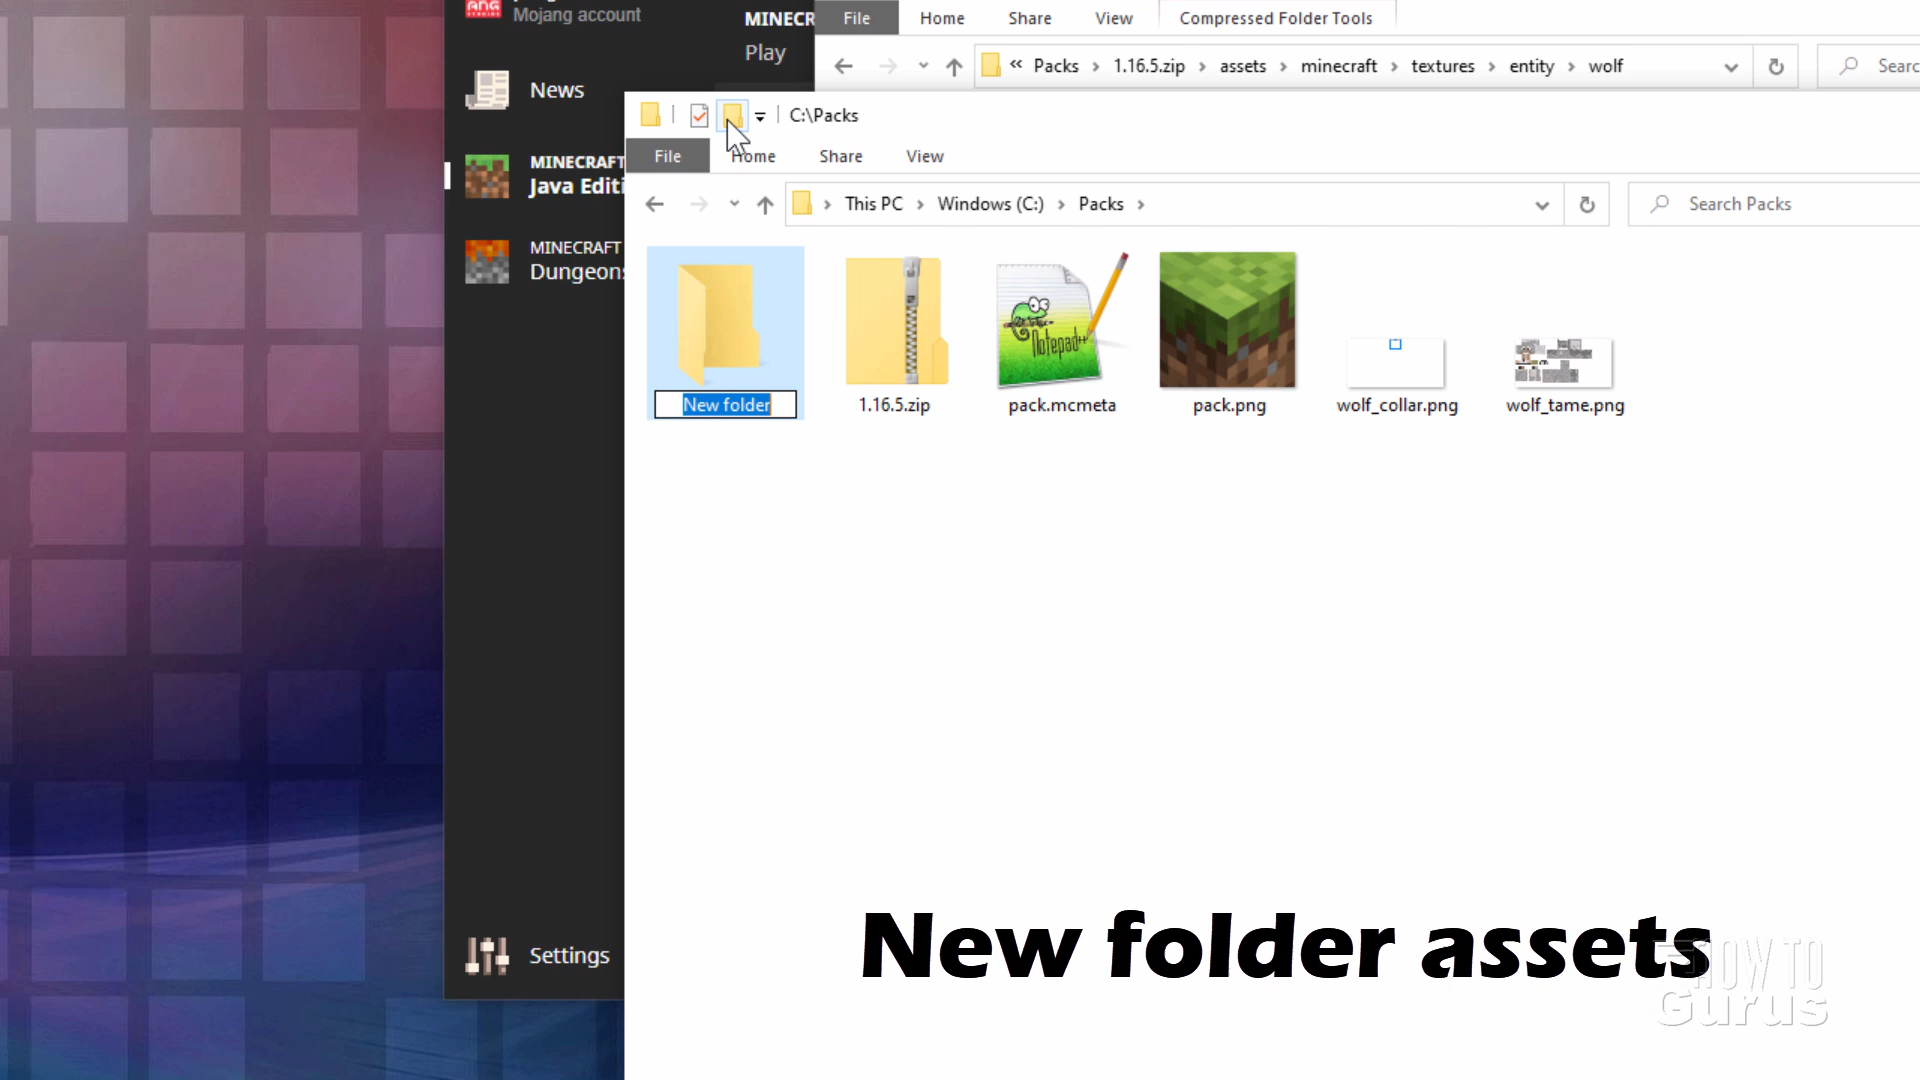 Mojang account
News
MINECRAFT
Java Editi
MINECRAFT
Dungeons
Settings
MINECR
Play
File Home Share View Compressed Folder Tools
« Packs > 1.16.5.zip > assets > minecraft > textures > entity > wolf
Searc
C:\Packs
File Home Share View
This PC > Windows (C:) > Packs >
Search Packs
New folder
1.16.5.zip
pack.mcmeta
pack.png
wolf_collar.png
wolf_tame.png
Notepad++
New folder assets
HOW TO
Gurus